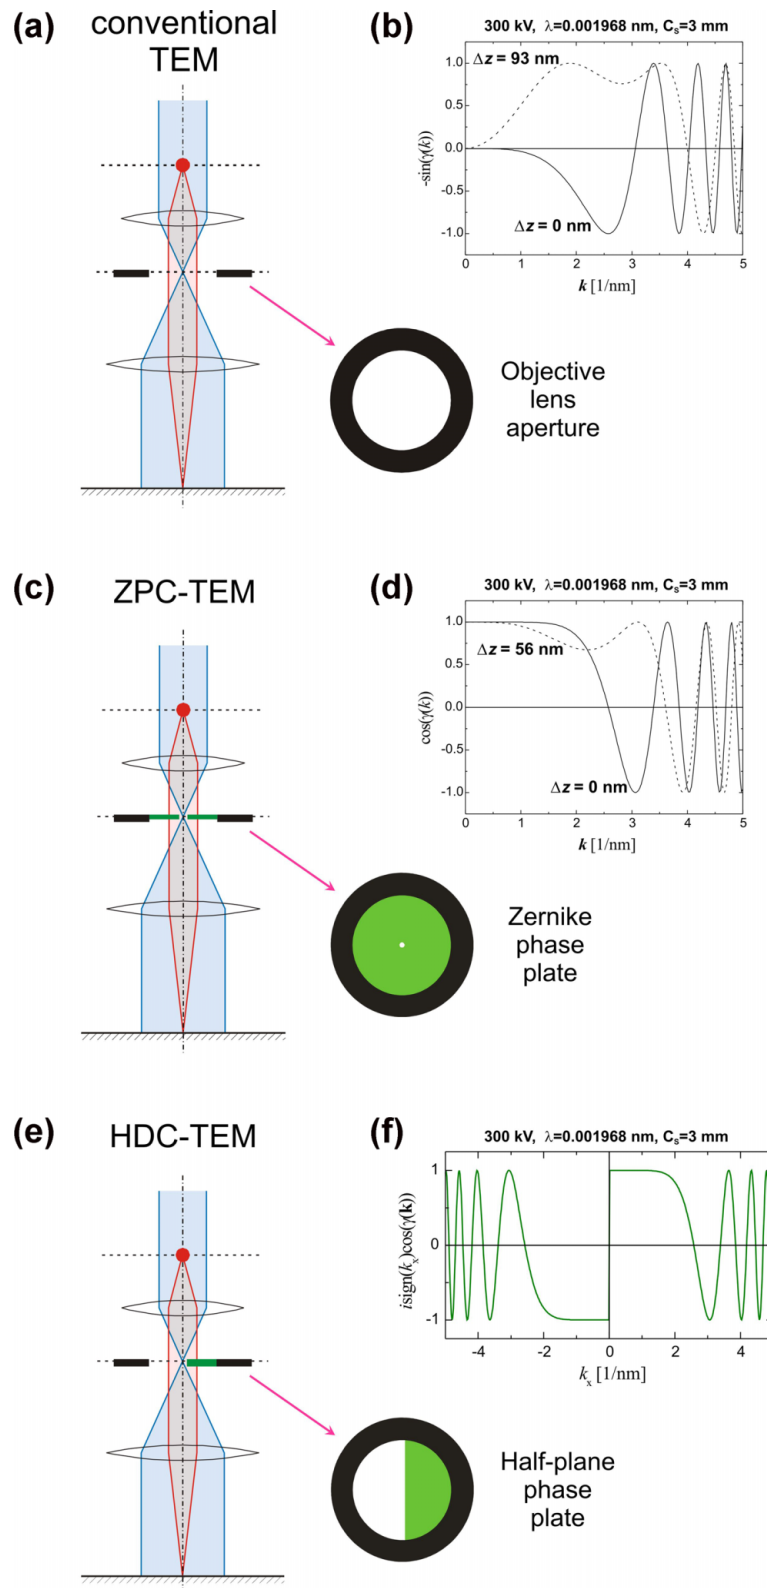 (a)
conventional
TEM
(b)
300 kV, λ=0.001968 nm, Cs=3 mm
Δz = 93 nm
1.0
0.5
0.0
-0.5
-1.0
-sin(γ(k))
Δz = 0 nm
0 1 2 3 4 5
k [1/nm]
Objective
lens
aperture
(c)
ZPC-TEM
(d)
300 kV, λ=0.001968 nm, Cs=3 mm
1.0
0.5
0.0
-0.5
-1.0
cos(γ(k))
Δz = 56 nm
Δz = 0 nm
0 1 2 3 4 5
k [1/nm]
Zernike
phase
plate
(e)
HDC-TEM
(f)
300 kV, λ=0.001968 nm, Cs=3 mm
1
0
-1
isign(kx)cos(γ(k))
-4 -2 0 2 4
kx [1/nm]
Half-plane
phase
plate